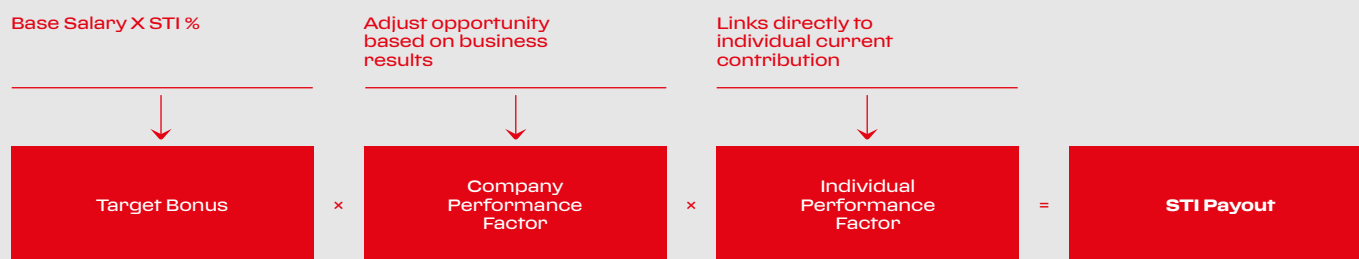 Base Salary X STI %
Adjust opportunity
based on business
results
Links directly to
individual current
contribution
Target Bonus
×
Company
Performance
Factor
×
Individual
Performance
Factor
=
STI Payout